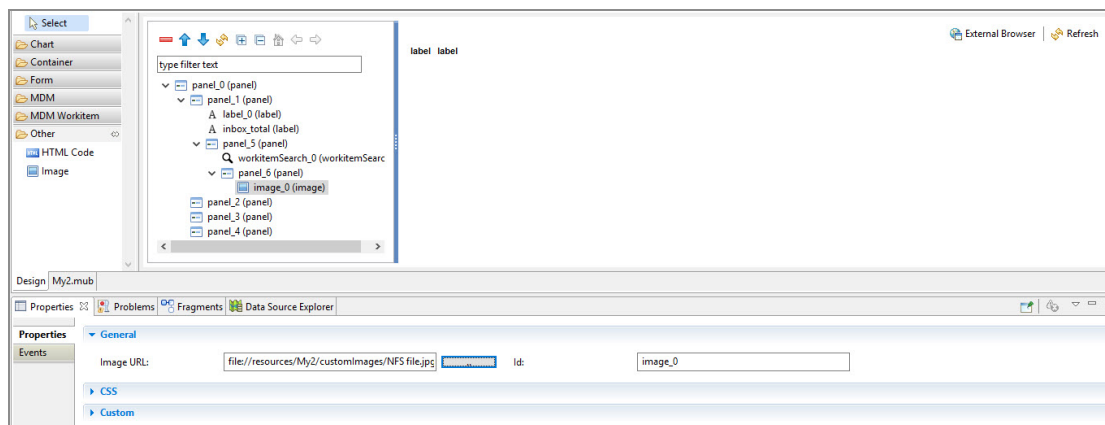 Select
Chart
Container
Form
MDM
MDM Workitem
Other
HTML Code
Image
type filter text
panel_0 (panel)
panel_1 (panel)
A label_0 (label)
A inbox_total (label)
panel_5 (panel)
workitemSearch_0 (workitemSearc
panel_6 (panel)
image_0 (image)
panel_2 (panel)
panel_3 (panel)
panel_4 (panel)
label label
External Browser Refresh
Design My2.mub
Properties Problems Fragments Data Source Explorer
Properties
Events
General
Image URL: file://resources/My2/customImages/NFS file.jpg ... Id: image_0
CSS
Custom